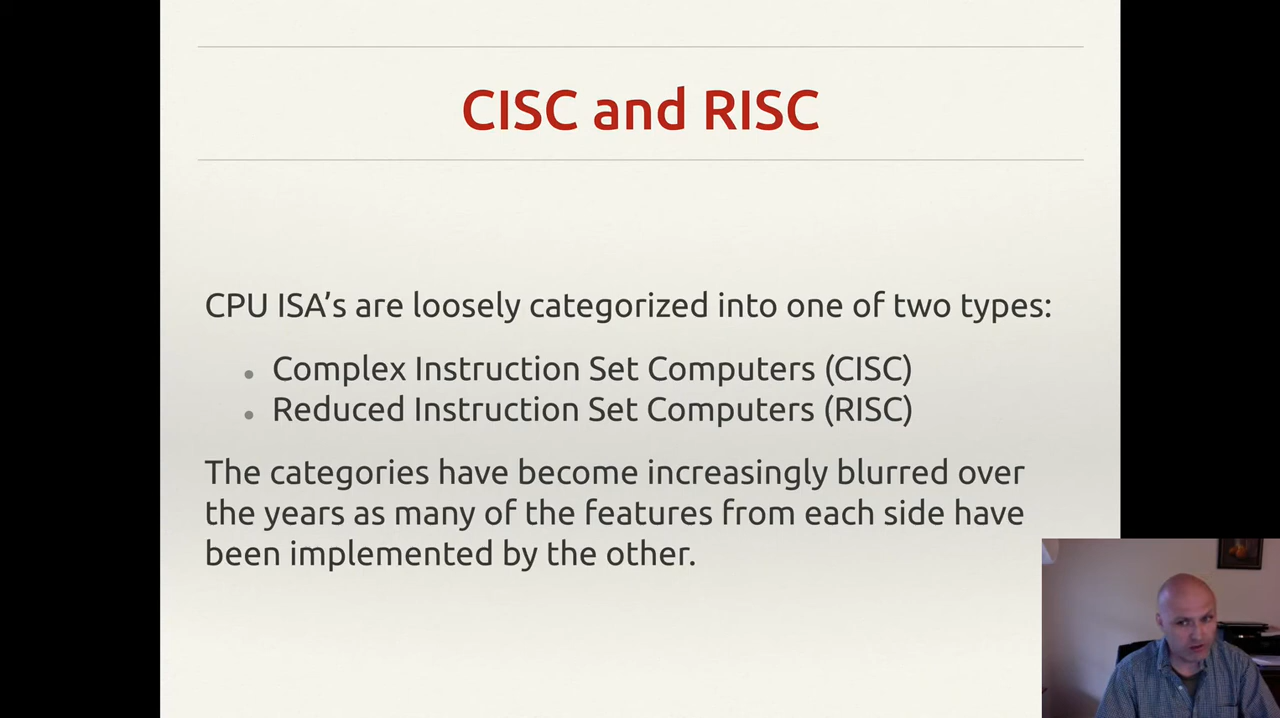 CISC and RISC
CPU ISA’s are loosely categorized into one of two types:
• Complex Instruction Set Computers (CISC)
• Reduced Instruction Set Computers (RISC)
The categories have become increasingly blurred over
the years as many of the features from each side have
been implemented by the other.